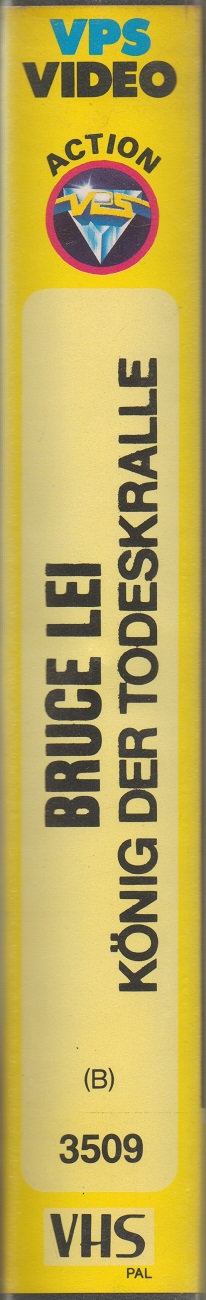 VPS
VIDEO
ACTION
VPS
BRUCE LEI
KÖNIG DER TODESKRALLE
(B)
3509
VHS
PAL